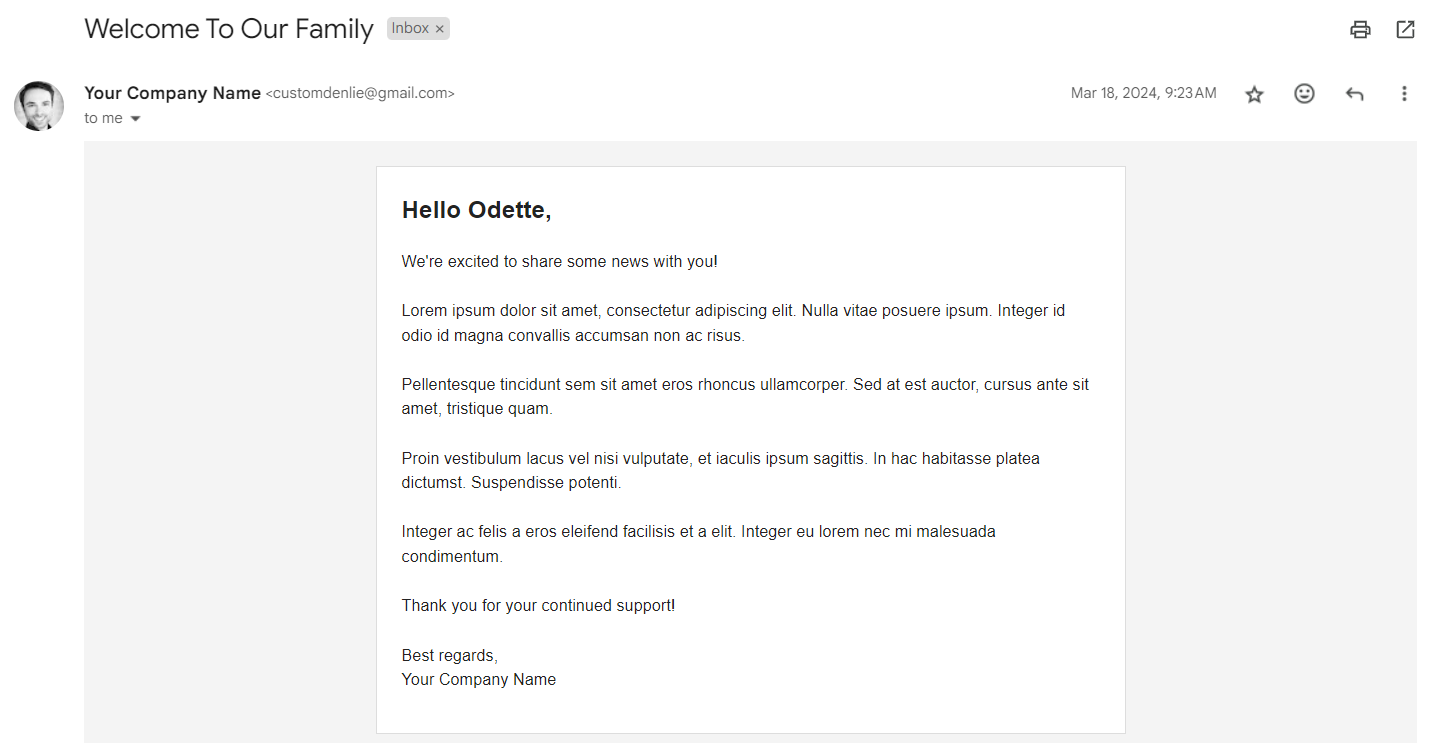 Welcome To Our Family Inbox ×
Your Company Name <customdenlie@gmail.com> Mar 18, 2024, 9:23 AM
to me
Hello Odette,
We're excited to share some news with you!
Lorem ipsum dolor sit amet, consectetur adipiscing elit. Nulla vitae posuere ipsum. Integer id
odio id magna convallis accumsan non ac risus.
Pellentesque tincidunt sem sit amet eros rhoncus ullamcorper. Sed at est auctor, cursus ante sit
amet, tristique quam.
Proin vestibulum lacus vel nisi vulputate, et iaculis ipsum sagittis. In hac habitasse platea
dictumst. Suspendisse potenti.
Integer ac felis a eros eleifend facilisis et a elit. Integer eu lorem nec mi malesuada
condimentum.
Thank you for your continued support!
Best regards,
Your Company Name